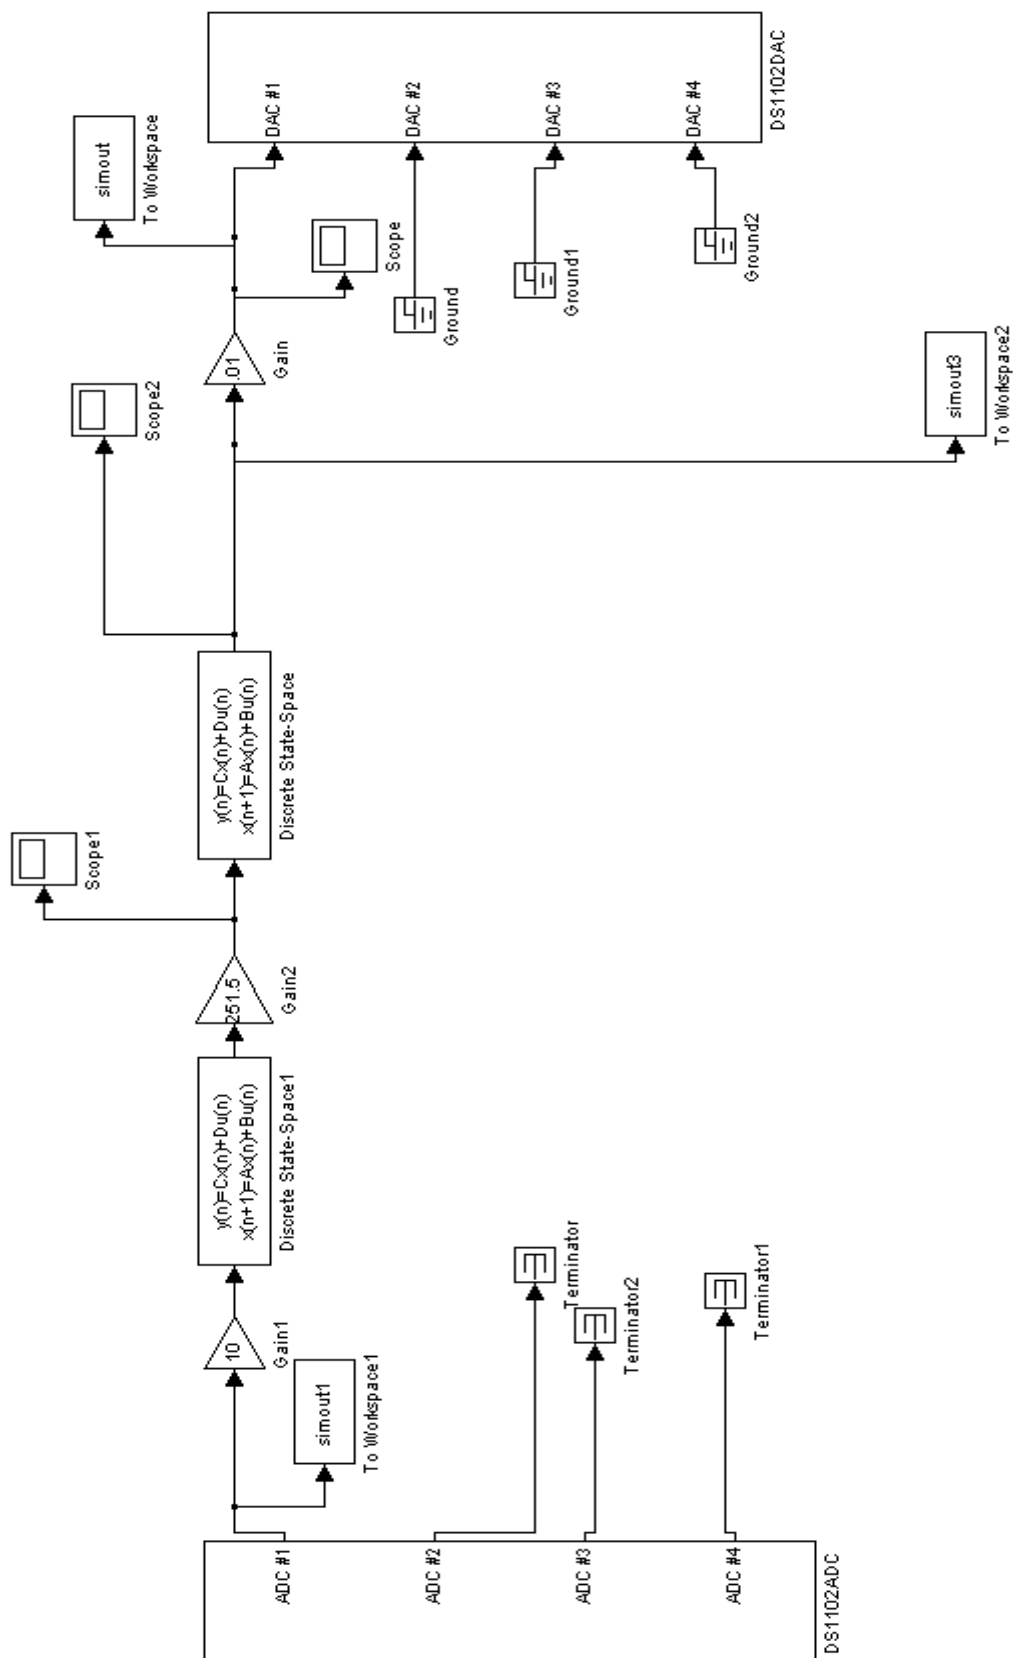 DS1102ADC
ADC #1
ADC #2
ADC #3
ADC #4
simout1
To Workspace1
10
Gain1
y(n)=Cx(n)+Du(n)
x(n+1)=Ax(n)+Bu(n)
Discrete State-Space1
251.5
Gain2
Scope1
y(n)=Cx(n)+Du(n)
x(n+1)=Ax(n)+Bu(n)
Discrete State-Space
Scope2
.01
Gain
Scope
simout
To Workspace
simout3
To Workspace2
Terminator
Terminator2
Terminator1
Ground
Ground1
Ground2
DAC #1
DAC #2
DAC #3
DAC #4
DS1102DAC